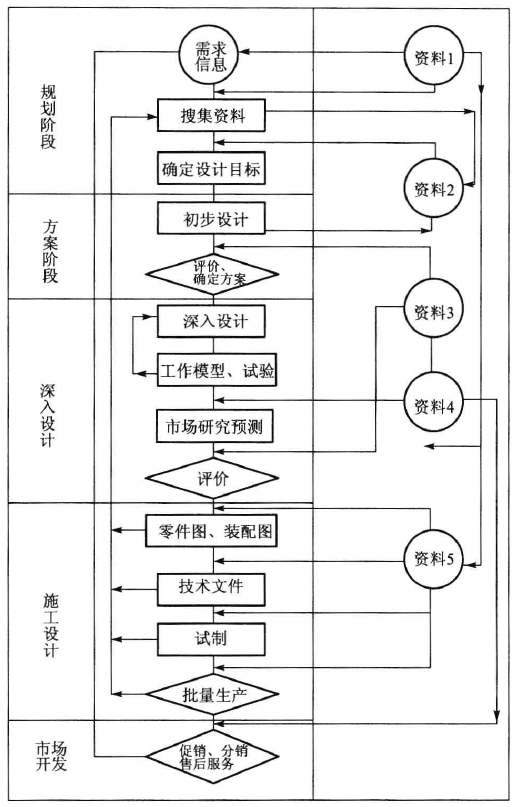 规划阶段
需求
信息
资料1
搜集资料
确定设计目标
资料2
方案阶段
初步设计
评价、
确定方案
深入设计
深入设计
资料3
工作模型、试验
资料4
市场研究预测
评价
施工设计
零件图、装配图
资料5
技术文件
试制
批量生产
市场
开发
促销、分销
售后服务